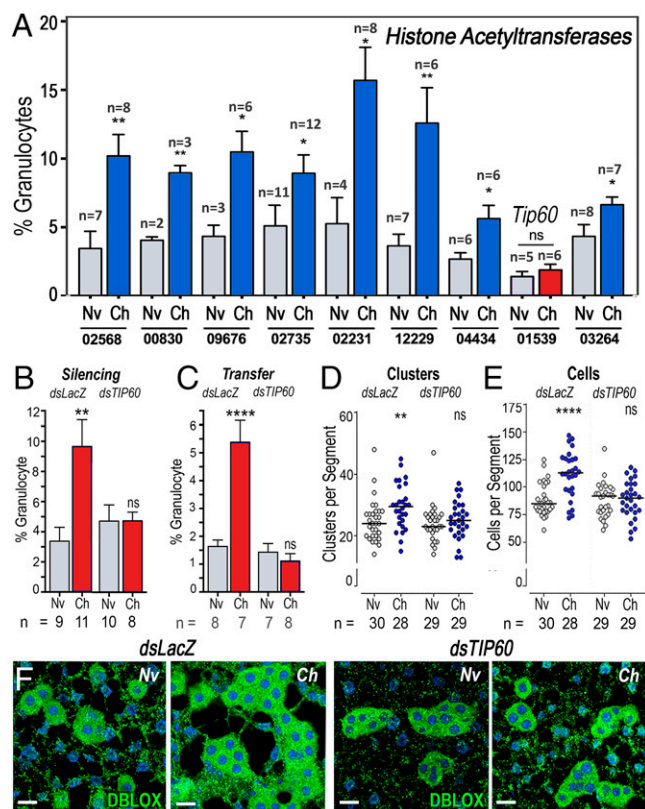 A
Histone Acetyltransferases
% Granulocytes
20
15
10
5
0
n=7
n=8
**
n=2
n=3
**
n=3
n=6
*
n=11
n=12
*
n=4
n=8
*
n=7
n=6
**
n=6
n=6
*
Tip60
ns
n=5 n=6
n=8
n=7
*
Nv Ch Nv Ch Nv Ch Nv Ch Nv Ch Nv Ch Nv Ch Nv Ch Nv Ch
02568 00830 09676 02735 02231 12229 04434 01539 03264
B
Silencing
dsLacZ dsTIP60
% Granulocyte
12
10
8
6
4
2
0
**
ns
Nv Ch Nv Ch
n = 9 11 10 8
C
Transfer
dsLacZ dsTIP60
% Granulocyte
7
6
5
4
3
2
1
0
****
ns
Nv Ch Nv Ch
8 7 7 8
D
Clusters
dsLacZ dsTIP60
Clusters per Segment
60
40
20
0
**
ns
Nv Ch Nv Ch
n = 30 28 29 29
E
Cells
dsLacZ dsTIP60
Cells per Segment
175
150
125
100
75
50
0
****
ns
Nv Ch Nv Ch
n = 30 28 29 29
dsLacZ
dsTIP60
F
Nv
Ch
Nv
Ch
DBLOX
DBLOX